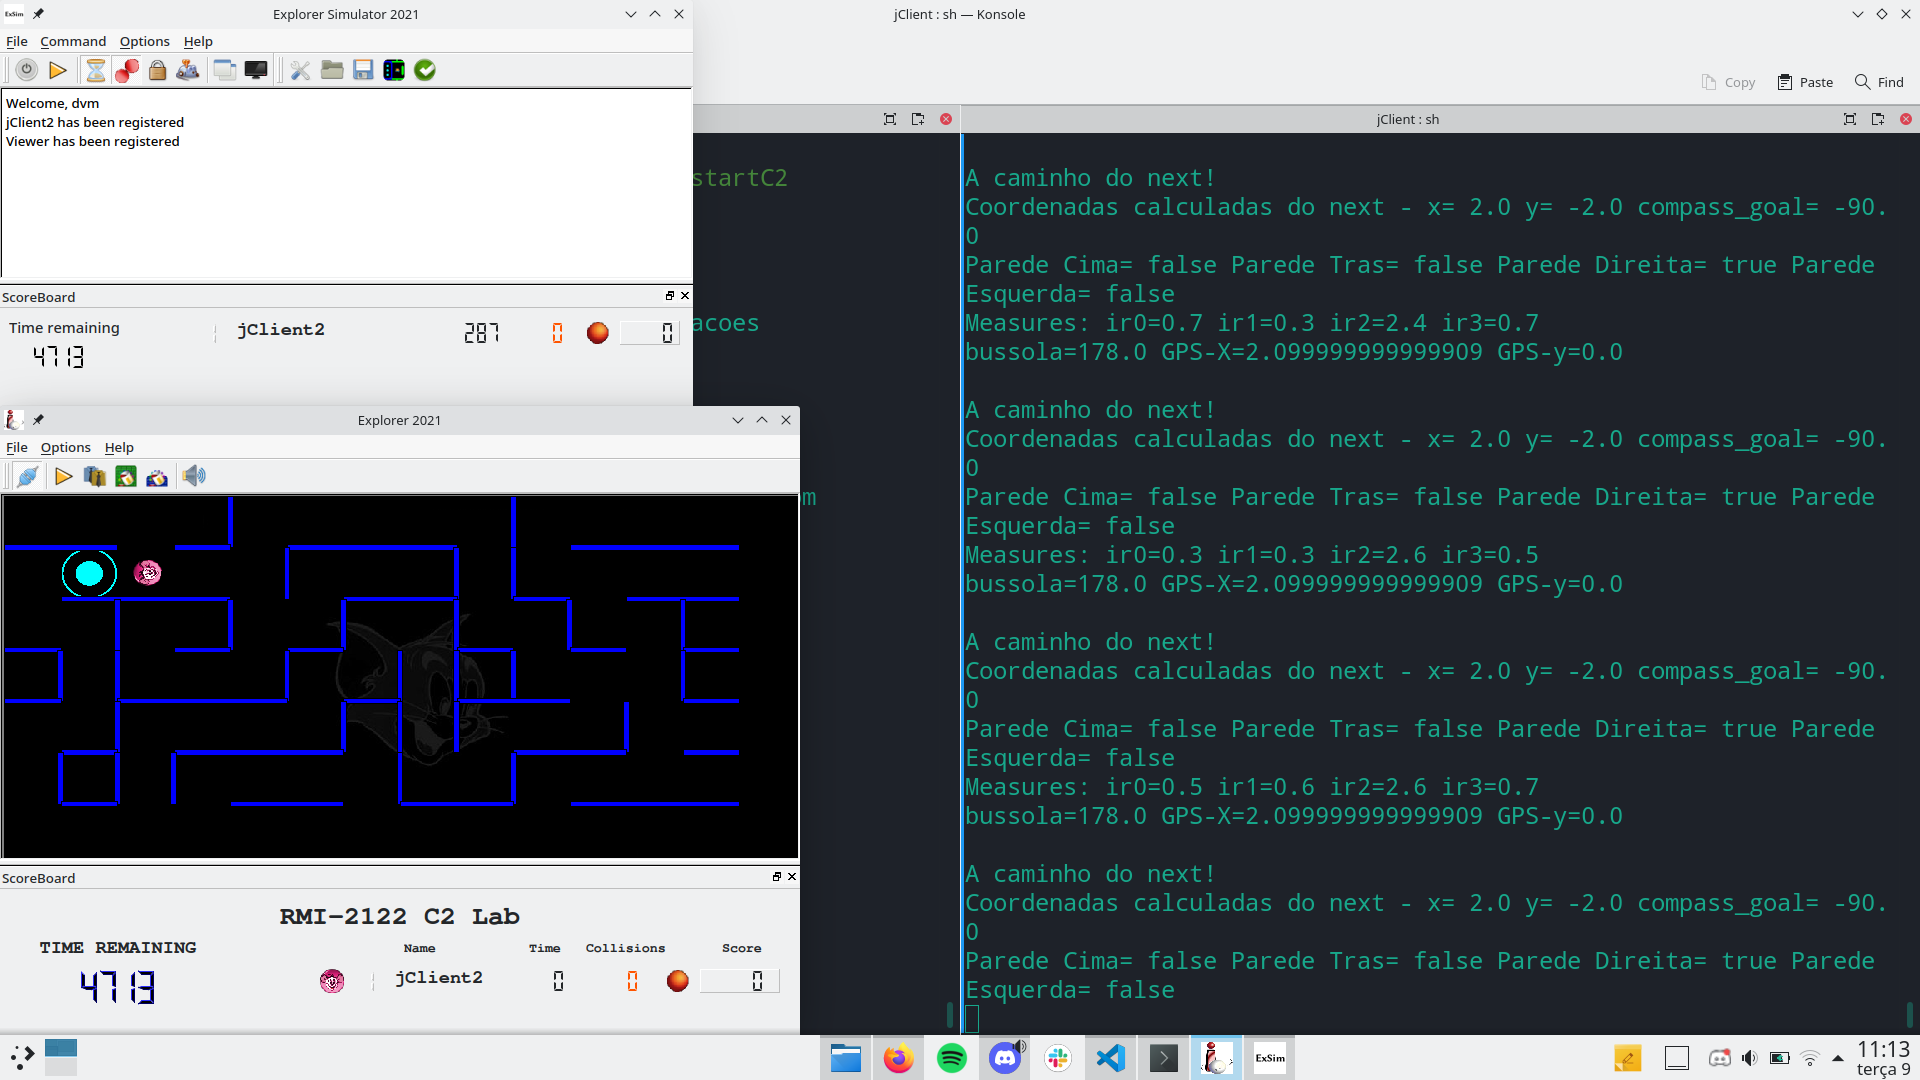 ExSim
Explorer Simulator 2021
File Command Options Help
Welcome, dvm
jClient2 has been registered
Viewer has been registered
ScoreBoard
Time remaining
4713
jClient2
287
0
0
Explorer 2021
File Options Help
ScoreBoard
RMI-2122 C2 Lab
TIME REMAINING
4713
Name Time Collisions Score
jClient2 0 0 0
jClient : sh — Konsole
Copy Paste Find
startC2
acoes
om
jClient : sh
A caminho do next!
Coordenadas calculadas do next - x= 2.0 y= -2.0 compass_goal= -90.
0
Parede Cima= false Parede Tras= false Parede Direita= true Parede
Esquerda= false
Measures: ir0=0.7 ir1=0.3 ir2=2.4 ir3=0.7
bussola=178.0 GPS-X=2.099999999999909 GPS-y=0.0
A caminho do next!
Coordenadas calculadas do next - x= 2.0 y= -2.0 compass_goal= -90.
0
Parede Cima= false Parede Tras= false Parede Direita= true Parede
Esquerda= false
Measures: ir0=0.3 ir1=0.3 ir2=2.6 ir3=0.5
bussola=178.0 GPS-X=2.099999999999909 GPS-y=0.0
A caminho do next!
Coordenadas calculadas do next - x= 2.0 y= -2.0 compass_goal= -90.
0
Parede Cima= false Parede Tras= false Parede Direita= true Parede
Esquerda= false
Measures: ir0=0.5 ir1=0.6 ir2=2.6 ir3=0.7
bussola=178.0 GPS-X=2.099999999999909 GPS-y=0.0
A caminho do next!
Coordenadas calculadas do next - x= 2.0 y= -2.0 compass_goal= -90.
0
Parede Cima= false Parede Tras= false Parede Direita= true Parede
Esquerda= false
ExSim
11:13
terça 9